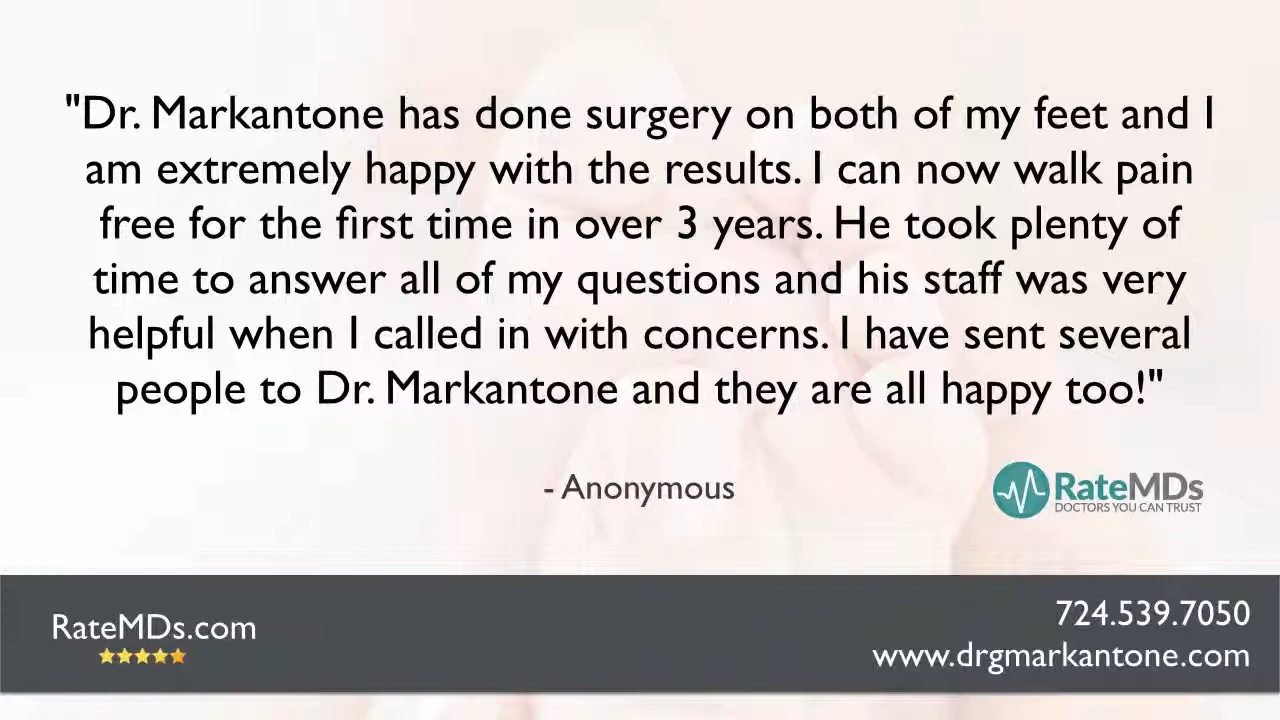 "Dr. Markantone has done surgery on both of my feet and I
am extremely happy with the results. I can now walk pain
free for the first time in over 3 years. He took plenty of
time to answer all of my questions and his staff was very
helpful when I called in with concerns. I have sent several
people to Dr. Markantone and they are all happy too!"
- Anonymous
RateMDs
DOCTORS YOU CAN TRUST
RateMDs.com
724.539.7050
www.drgmarkantone.com